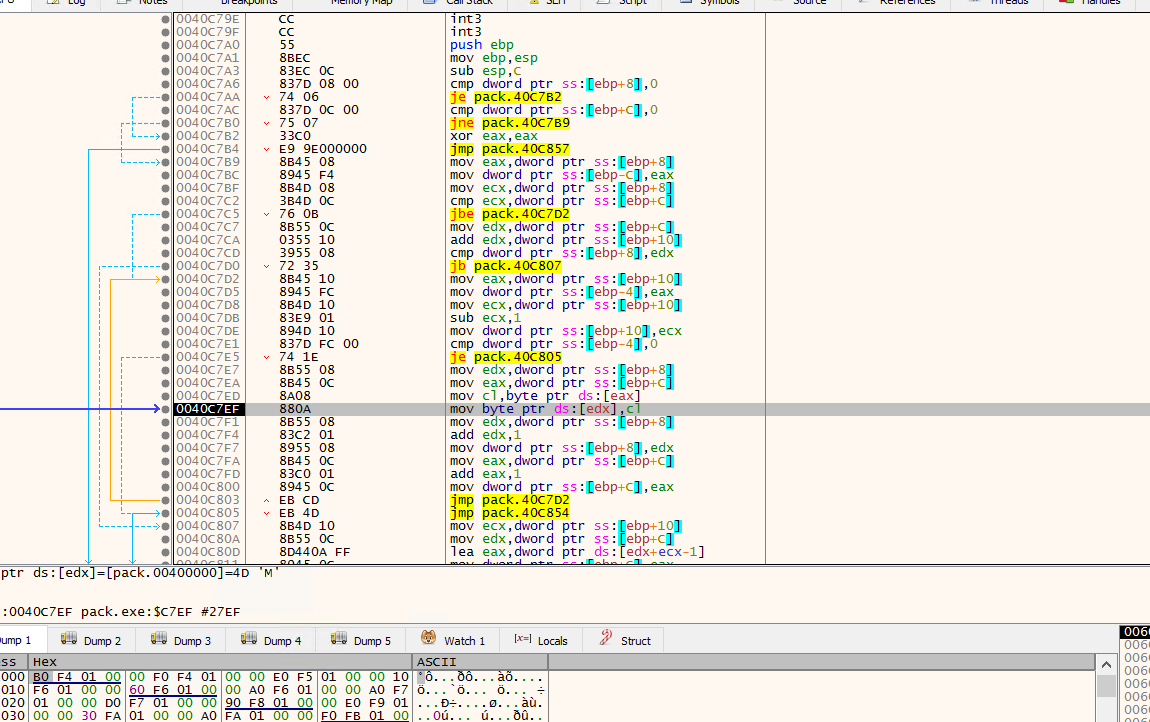 Log Notes Breakpoints Memory Map Call Stack SEH Script Symbols Source References Threads Handles
0040C79E CC int3
0040C79F CC int3
0040C7A0 55 push ebp
0040C7A1 8BEC mov ebp,esp
0040C7A3 83EC 0C sub esp,C
0040C7A6 837D 08 00 cmp dword ptr ss:[ebp+8],0
0040C7AA 74 06 je pack.40C7B2
0040C7AC 837D 0C 00 cmp dword ptr ss:[ebp+C],0
0040C7B0 75 07 jne pack.40C7B9
0040C7B2 33C0 xor eax,eax
0040C7B4 E9 9E000000 jmp pack.40C857
0040C7B9 8B45 08 mov eax,dword ptr ss:[ebp+8]
0040C7BC 8945 F4 mov dword ptr ss:[ebp-C],eax
0040C7BF 8B4D 08 mov ecx,dword ptr ss:[ebp+8]
0040C7C2 3B4D 0C cmp ecx,dword ptr ss:[ebp+C]
0040C7C5 76 0B jbe pack.40C7D2
0040C7C7 8B55 0C mov edx,dword ptr ss:[ebp+C]
0040C7CA 0355 10 add edx,dword ptr ss:[ebp+10]
0040C7CD 3955 08 cmp dword ptr ss:[ebp+8],edx
0040C7D0 72 35 jb pack.40C807
0040C7D2 8B45 10 mov eax,dword ptr ss:[ebp+10]
0040C7D5 8945 FC mov dword ptr ss:[ebp-4],eax
0040C7D8 8B4D 10 mov ecx,dword ptr ss:[ebp+10]
0040C7DB 83E9 01 sub ecx,1
0040C7DE 894D 10 mov dword ptr ss:[ebp+10],ecx
0040C7E1 837D FC 00 cmp dword ptr ss:[ebp-4],0
0040C7E5 74 1E je pack.40C805
0040C7E7 8B55 08 mov edx,dword ptr ss:[ebp+8]
0040C7EA 8B45 0C mov eax,dword ptr ss:[ebp+C]
0040C7ED 8A08 mov cl,byte ptr ds:[eax]
0040C7EF 880A mov byte ptr ds:[edx],cl
0040C7F1 8B55 08 mov edx,dword ptr ss:[ebp+8]
0040C7F4 83C2 01 add edx,1
0040C7F7 8955 08 mov dword ptr ss:[ebp+8],edx
0040C7FA 8B45 0C mov eax,dword ptr ss:[ebp+C]
0040C7FD 83C0 01 add eax,1
0040C800 8945 0C mov dword ptr ss:[ebp+C],eax
0040C803 EB CD jmp pack.40C7D2
0040C805 EB 4D jmp pack.40C854
0040C807 8B4D 10 mov ecx,dword ptr ss:[ebp+10]
0040C80A 8B55 0C mov edx,dword ptr ss:[ebp+C]
0040C80D 8D440A FF lea eax,dword ptr ds:[edx+ecx-1]
0040C811 8945 0C mov dword ptr ss:[ebp+C],eax
ptr ds:[edx]=[pack.00400000]=4D 'M'
:0040C7EF pack.exe:$C7EF #27EF
ump 1 Dump 2 Dump 3 Dump 4 Dump 5 Watch 1 [x=] Locals Struct
ss Hex ASCII
000 B0 F4 01 00 00 F0 F4 01 00 00 E0 F5 01 00 00 10 °ô...ðô...àõ....
010 F6 01 00 00 60 F6 01 00 00 A0 F6 01 00 00 A0 F7 ö...`ö... ö... ÷
020 01 00 00 D0 F7 01 00 00 90 F8 01 00 00 E0 F9 01 ...Ð÷....ø...àù.
030 00 00 30 FA 01 00 00 A0 FA 01 00 00 F0 FB 01 00 ..0ú... ú...ðû..
0060
0060
0060
0060
0060
0060
0060